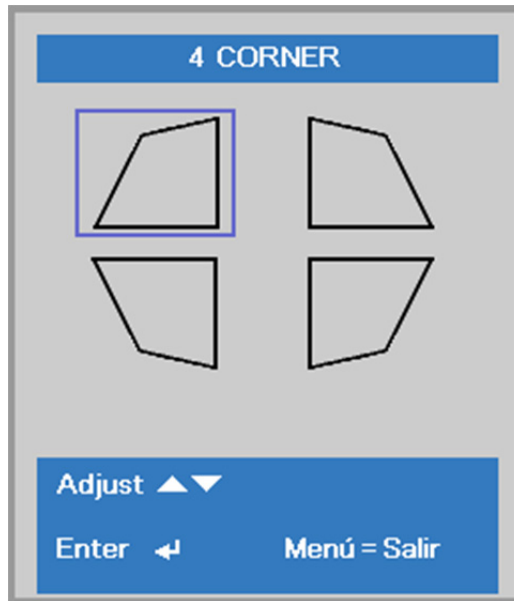 4 CORNER
Adjust ▲▼
Enter ↵
Menú = Salir